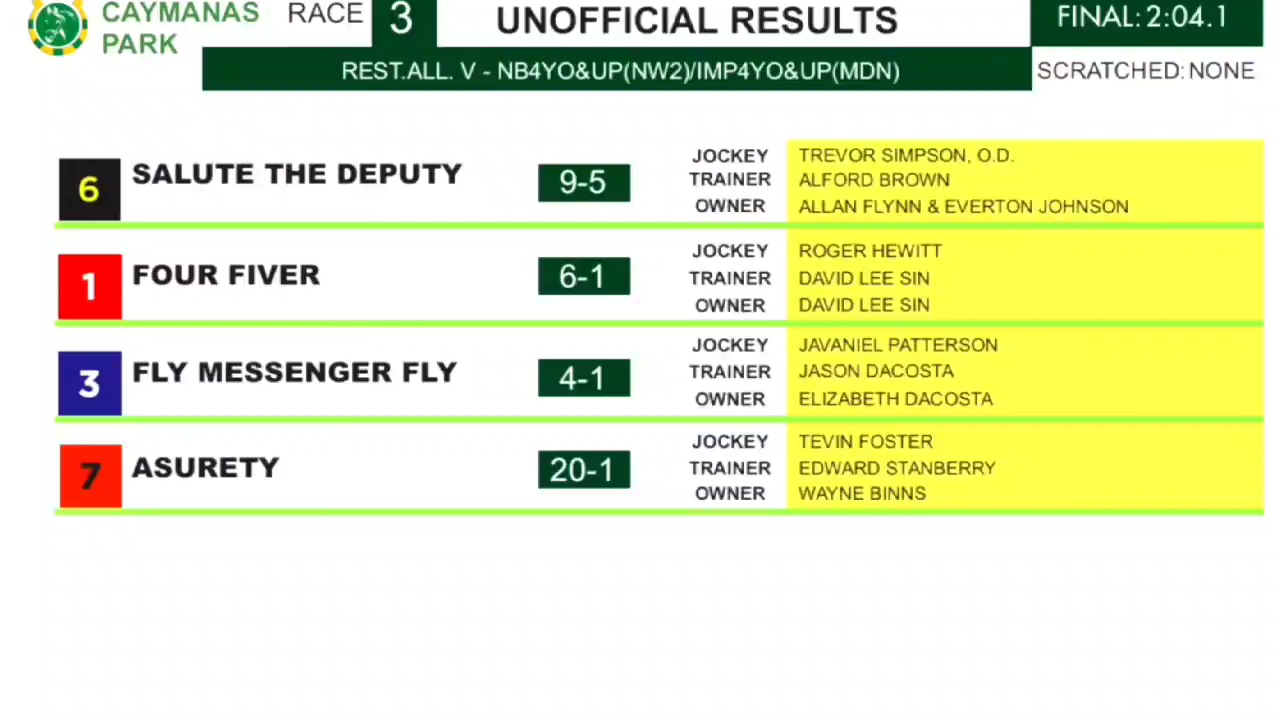 CAYMANAS PARK
RACE 3
UNOFFICIAL RESULTS
FINAL: 2:04.1
REST.ALL. V - NB4YO&UP(NW2)/IMP4YO&UP(MDN)
SCRATCHED: NONE
6 SALUTE THE DEPUTY 9-5
JOCKEY TREVOR SIMPSON, O.D.
TRAINER ALFORD BROWN
OWNER ALLAN FLYNN & EVERTON JOHNSON
1 FOUR FIVER 6-1
JOCKEY ROGER HEWITT
TRAINER DAVID LEE SIN
OWNER DAVID LEE SIN
3 FLY MESSENGER FLY 4-1
JOCKEY JAVANIEL PATTERSON
TRAINER JASON DACOSTA
OWNER ELIZABETH DACOSTA
7 ASURETY 20-1
JOCKEY TEVIN FOSTER
TRAINER EDWARD STANBERRY
OWNER WAYNE BINNS